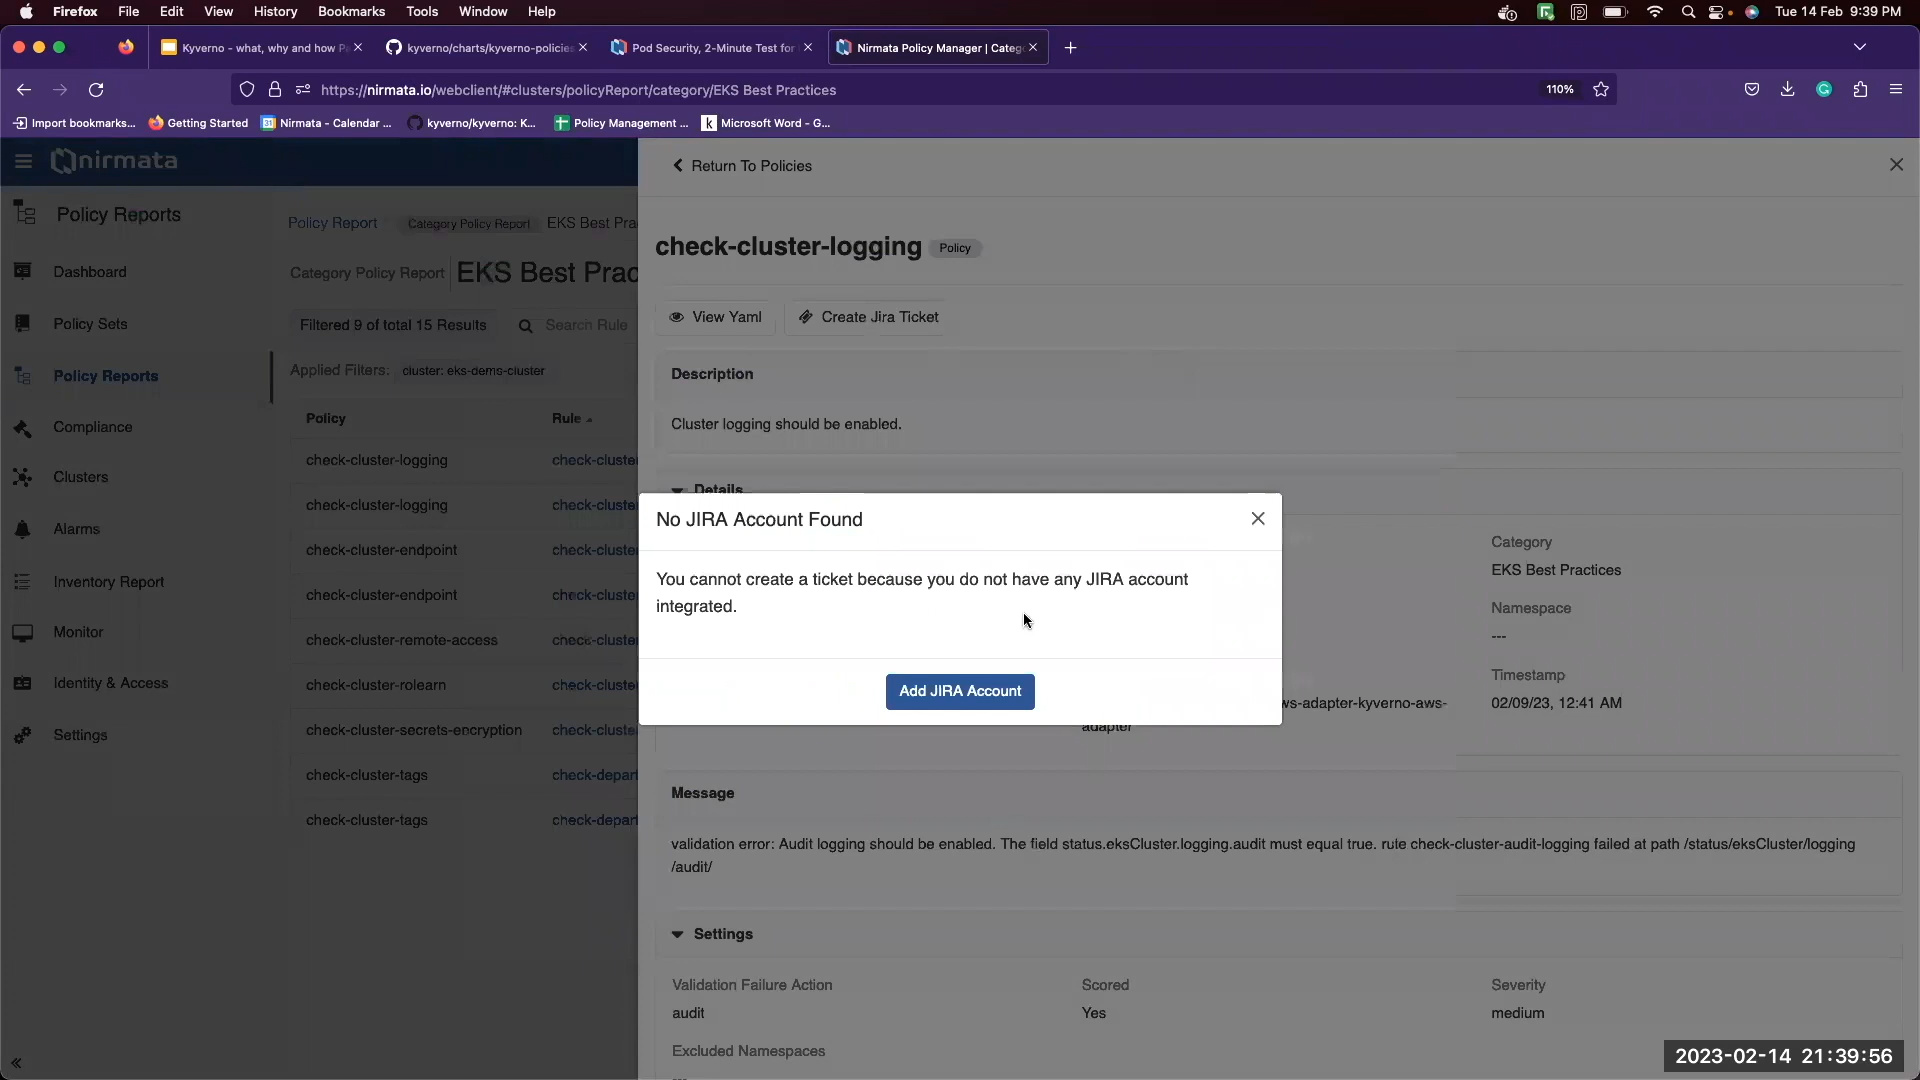 Firefox File Edit View History Bookmarks Tools Window Help Tue 14 Feb 9:39 PM
Kyverno - what, why and how P kyverno/charts/kyverno-policies Pod Security, 2-Minute Test for Nirmata Policy Manager | Categ
https://nirmata.io/webclient/#clusters/policyReport/category/EKS Best Practices 110%
Import bookmarks... Getting Started Nirmata - Calendar ... kyverno/kyverno: K... Policy Management ... Microsoft Word - G...
nirmata
Policy Reports
Dashboard
Policy Sets
Policy Reports
Compliance
Clusters
Alarms
Inventory Report
Monitor
Identity & Access
Settings
Policy Report Category Policy Report EKS Best Pra
Category Policy Report EKS Best Prac
Filtered 9 of total 15 Results Search Rule
Applied Filters: cluster: eks-demo-cluster
Policy Rule
check-cluster-logging check-cluster
check-cluster-logging check-cluster
check-cluster-endpoint check-cluster
check-cluster-endpoint check-cluster
check-cluster-remote-access check-cluster
check-cluster-rolearn check-cluster
check-cluster-secrets-encryption check-cluste
check-cluster-tags check-depart
check-cluster-tags check-depart
Return To Policies
check-cluster-logging Policy
View Yaml Create Jira Ticket
Description
Cluster logging should be enabled.
Details
No JIRA Account Found
You cannot create a ticket because you do not have any JIRA account
integrated.
Add JIRA Account
Category
EKS Best Practices
Namespace
---
Timestamp
ws-adapter-kyverno-aws- 02/09/23, 12:41 AM
adapter
Message
validation error: Audit logging should be enabled. The field status.eksCluster.logging.audit must equal true. rule check-cluster-audit-logging failed at path /status/eksCluster/logging
/audit/
Settings
Validation Failure Action Scored Severity
audit Yes medium
Excluded Namespaces
---
2023-02-14 21:39:56